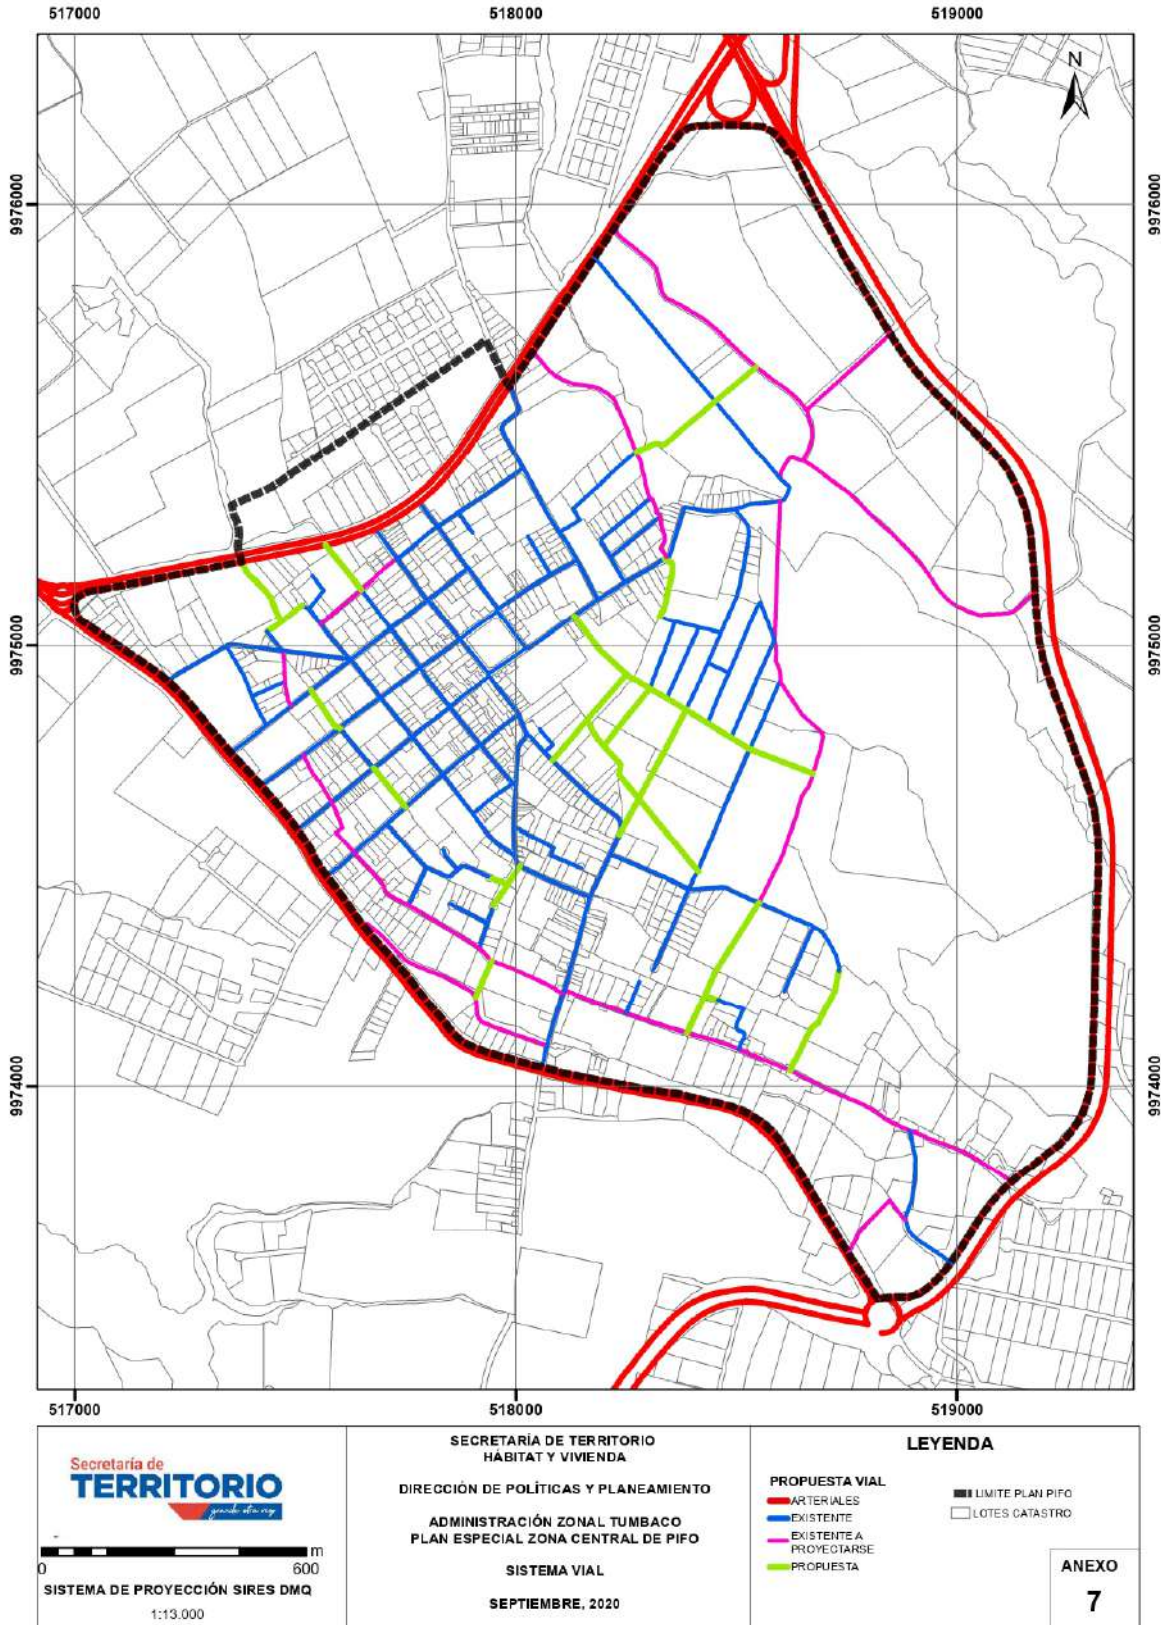 517000 518000 519000
N
9976000 9976000
9975000 9975000
9974000 9974000
517000 518000 519000
Secretaría de
TERRITORIO
grande otra vez
m
0 600
SISTEMA DE PROYECCIÓN SIRES DMQ
1:13.000
SECRETARÍA DE TERRITORIO
HÁBITAT Y VIVIENDA
DIRECCIÓN DE POLÍTICAS Y PLANEAMIENTO
ADMINISTRACIÓN ZONAL TUMBACO
PLAN ESPECIAL ZONA CENTRAL DE PIFO
SISTEMA VIAL
SEPTIEMBRE, 2020
LEYENDA
PROPUESTA VIAL
ARTERIALES
EXISTENTE
EXISTENTE A
PROYECTARSE
PROPUESTA
LIMITE PLAN PIFO
LOTES CATASTRO
ANEXO
7